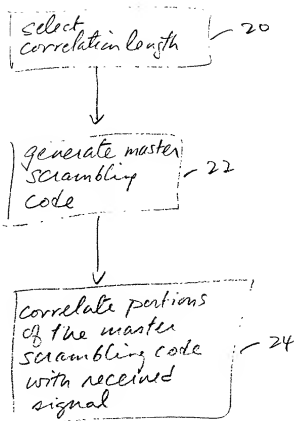 select
correlation length
20
generate master
scrambling
code
22
correlate portions
of the master
scrambling code
with received
signal
24